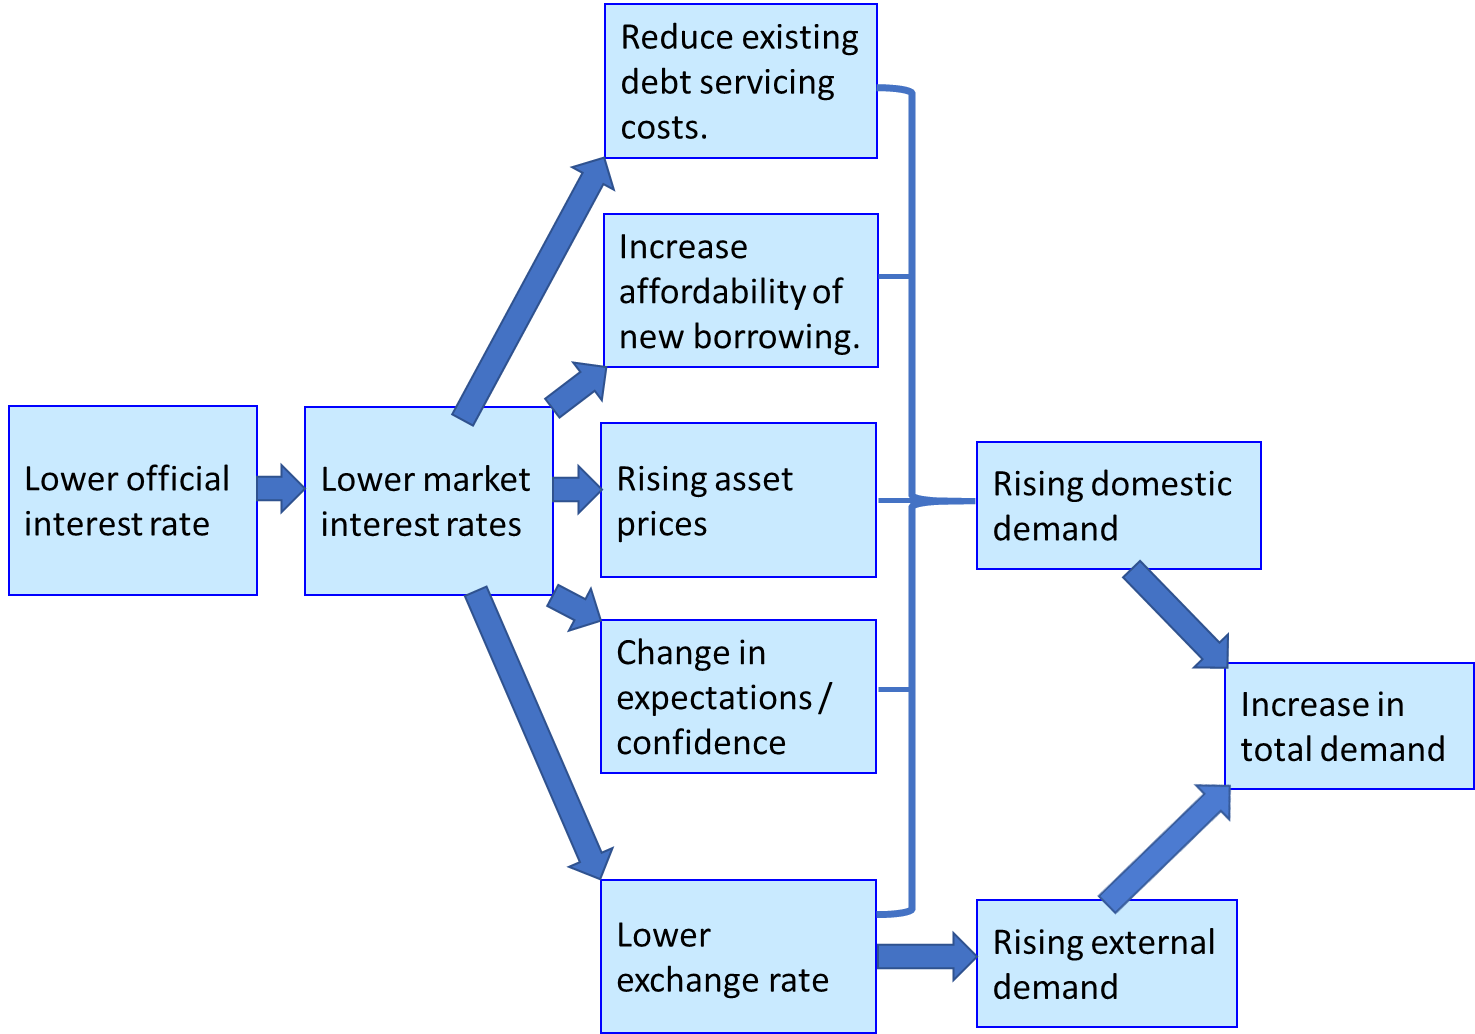 Reduce existing
debt servicing
costs.
Increase
affordability of
new borrowing.
Lower official
interest rate
Lower market
interest rates
Rising asset
prices
Rising domestic
demand
Change in
expectations /
confidence
Increase in
total demand
Lower
exchange rate
Rising external
demand